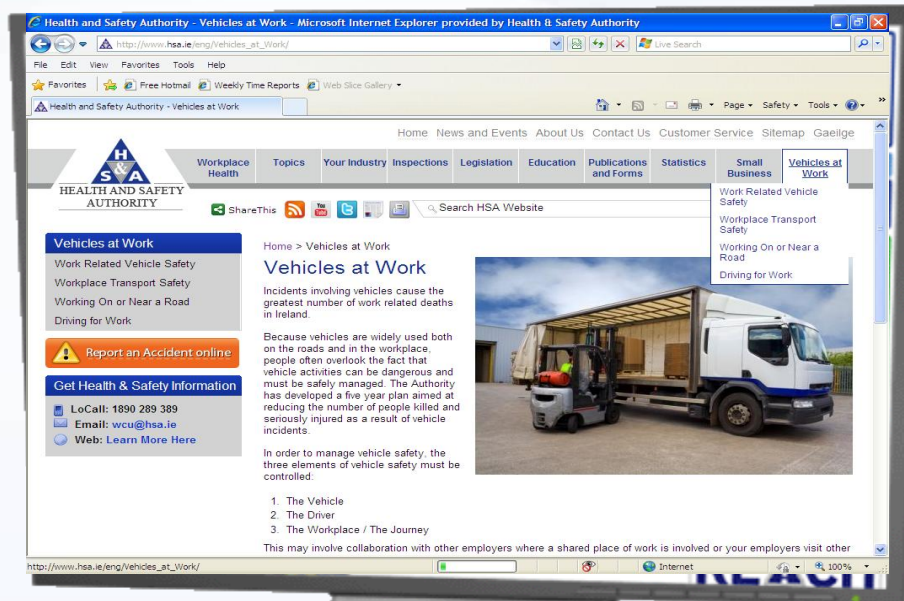 Health and Safety Authority - Vehicles at Work - Microsoft Internet Explorer provided by Health & Safety Authority
http://www.hsa.ie/eng/Vehicles_at_Work/
Live Search
File Edit View Favorites Tools Help
Favorites Free Hotmail Weekly Time Reports Web Slice Gallery
Health and Safety Authority - Vehicles at Work
Page Safety Tools
Home News and Events About Us Contact Us Customer Service Sitemap Gaeilge
H
S & A
HEALTH AND SAFETY
AUTHORITY
Workplace
Health
Topics
Your Industry
Inspections
Legislation
Education
Publications
and Forms
Statistics
Small
Business
Vehicles at
Work
Work Related Vehicle
Safety
Workplace Transport
Safety
Working On or Near a
Road
Driving for Work
ShareThis
Search HSA Website
Vehicles at Work
Work Related Vehicle Safety
Workplace Transport Safety
Working On or Near a Road
Driving for Work
Report an Accident online
Get Health & Safety Information
LoCall: 1890 289 389
Email: wcu@hsa.ie
Web: Learn More Here
Home > Vehicles at Work
Vehicles at Work
Incidents involving vehicles cause the
greatest number of work related deaths
in Ireland.
Because vehicles are widely used both
on the roads and in the workplace,
people often overlook the fact that
vehicle activities can be dangerous and
must be safely managed. The Authority
has developed a five year plan aimed at
reducing the number of people killed and
seriously injured as a result of vehicle
incidents.
In order to manage vehicle safety, the
three elements of vehicle safety must be
controlled:
1. The Vehicle
2. The Driver
3. The Workplace / The Journey
This may involve collaboration with other employers where a shared place of work is involved or your employers visit other
http://www.hsa.ie/eng/Vehicles_at_Work/
Internet
100%
REACH